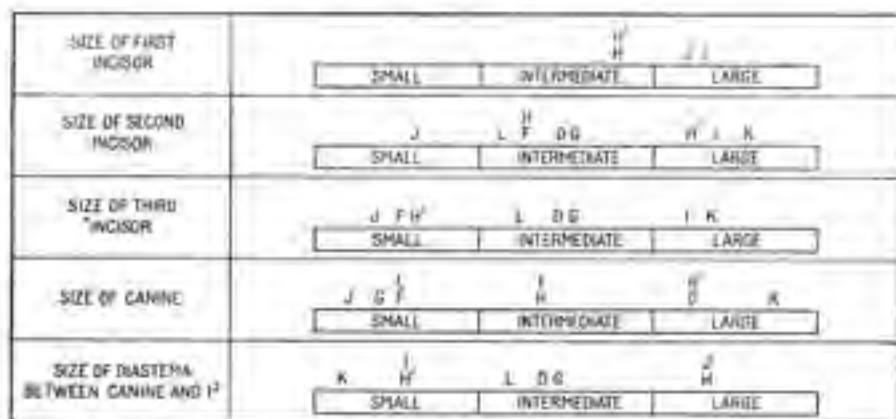 SIZE OF FIRST
INCISOR
H'
H J I
SMALL INTERMEDIATE LARGE
SIZE OF SECOND
INCISOR
H
J L F D G H' I K
SMALL INTERMEDIATE LARGE
SIZE OF THIRD
INCISOR
J F H' L D G I K
SMALL INTERMEDIATE LARGE
SIZE OF CANINE
H'
J G F H D K
SMALL INTERMEDIATE LARGE
SIZE OF DIASTEMA
BETWEEN CANINE AND I³
I J
K H' L D G H
SMALL INTERMEDIATE LARGE